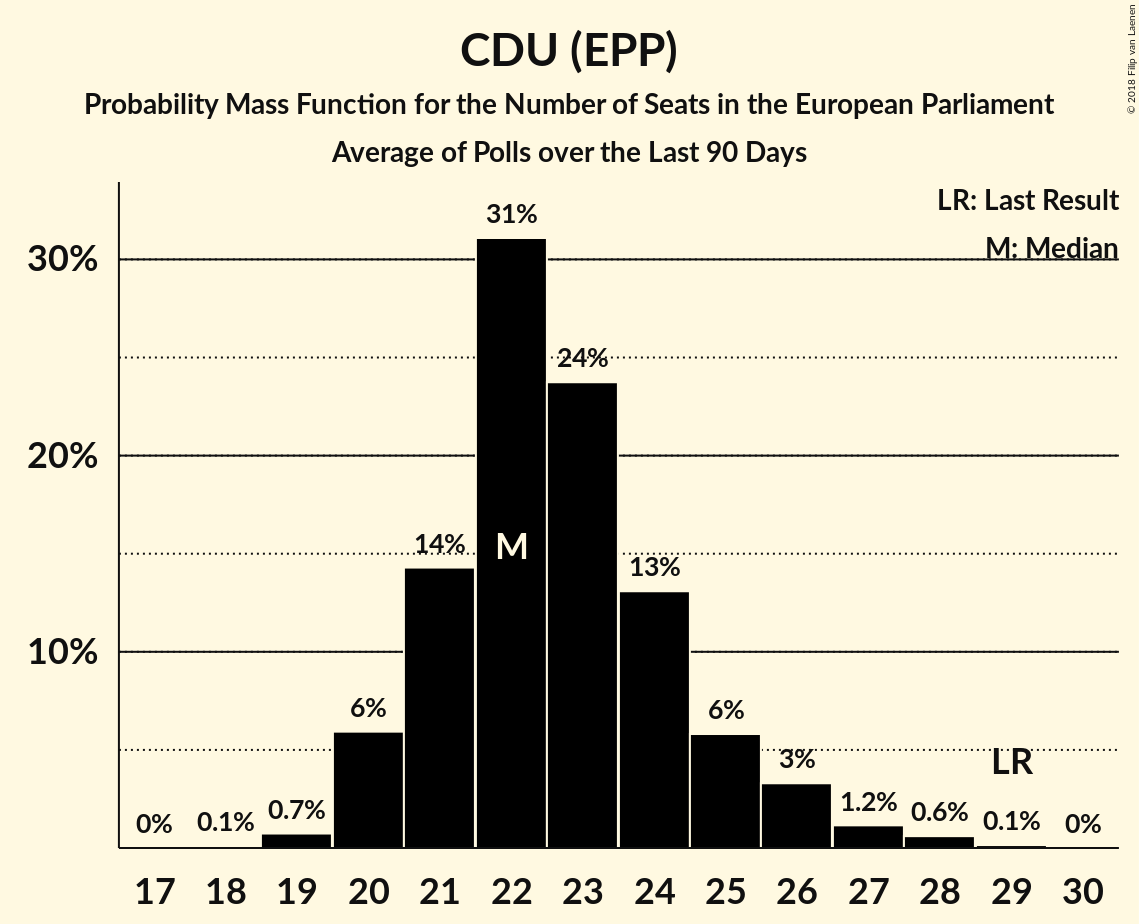 CDU (EPP)
Probability Mass Function for the Number of Seats in the European Parliament
Average of Polls over the Last 90 Days
© 2018 Filip van Laenen
LR: Last Result
M: Median
30%
20%
10%
0%
0.1%
0.7%
6%
14%
31%
24%
13%
6%
3%
1.2%
0.6%
0.1%
0%
M
LR
17 18 19 20 21 22 23 24 25 26 27 28 29 30